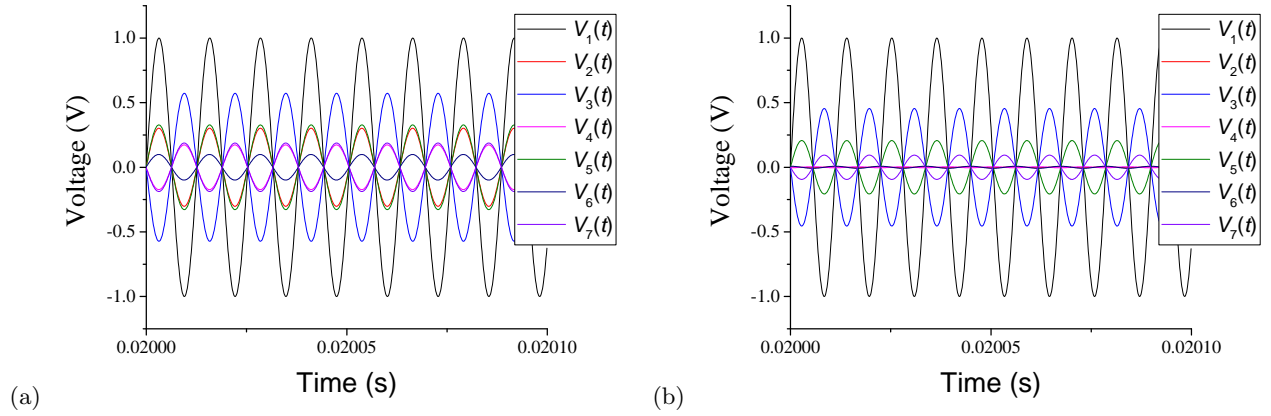 1.0
0.5
0.0
-0.5
-1.0
Voltage (V)
0.02000
0.02005
0.02010
Time (s)
V1(t)
V2(t)
V3(t)
V4(t)
V5(t)
V6(t)
V7(t)
(a)
1.0
0.5
0.0
-0.5
-1.0
Voltage (V)
0.02000
0.02005
0.02010
Time (s)
V1(t)
V2(t)
V3(t)
V4(t)
V5(t)
V6(t)
V7(t)
(b)